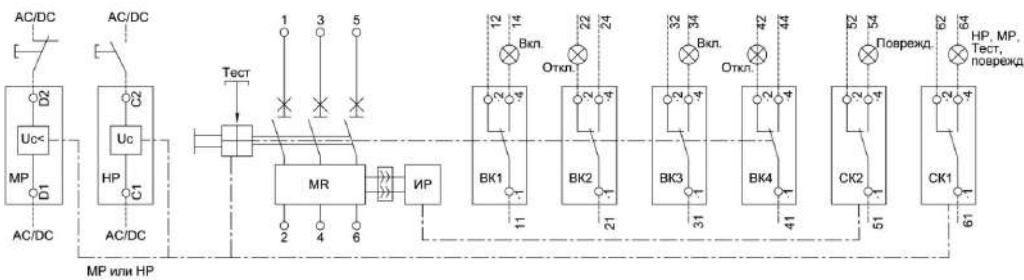 AC/DC
AC/DC
D2
C2
Uc<
Uc
МР
НР
D1
C1
AC/DC
AC/DC
МР или НР
Тест
1
3
5
MR
ИР
2
4
6
12
14
Вкл.
.2
.4
ВК1
.1
11
22
24
Откл.
.2
.4
ВК2
.1
21
32
34
Вкл.
.2
.4
ВК3
.1
31
42
44
Откл.
.2
.4
ВК4
.1
41
52
54
Поврежд.
.2
.4
СК2
.1
51
62
64
НР, МР,
Тест,
поврежд.
.2
.4
СК1
.1
61